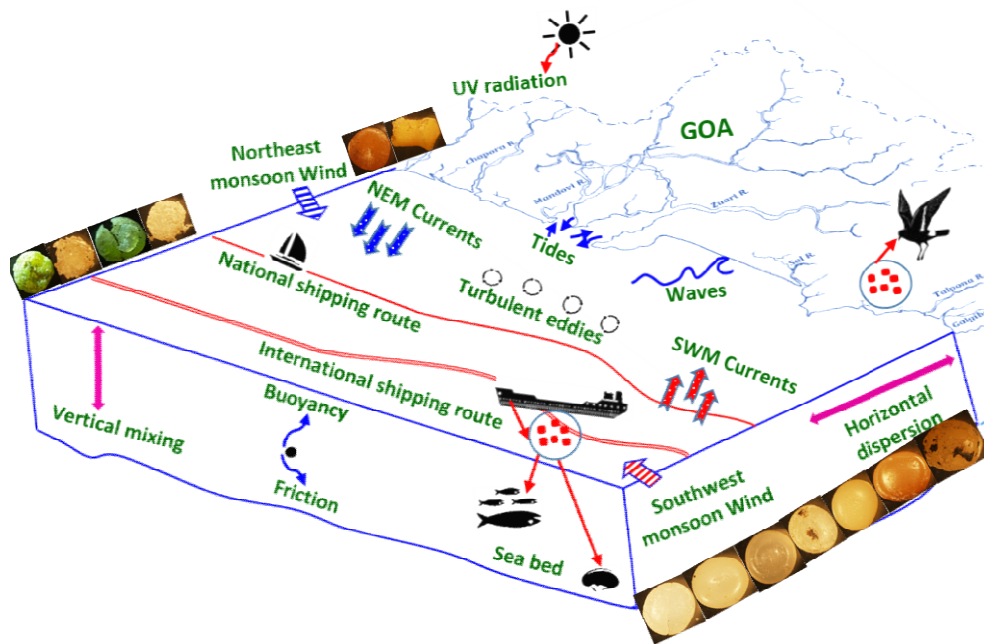 UV radiation
GOA
Northeast
monsoon Wind
Chapora R.
NEM Currents
Mandovi R.
Zuari R.
Tides
National shipping route
Turbulent eddies
Waves
Sal R.
Talpona R.
International shipping route
SWM Currents
Buoyancy
Vertical mixing
Horizontal
dispersion
Friction
Southwest
monsoon Wind
Sea bed